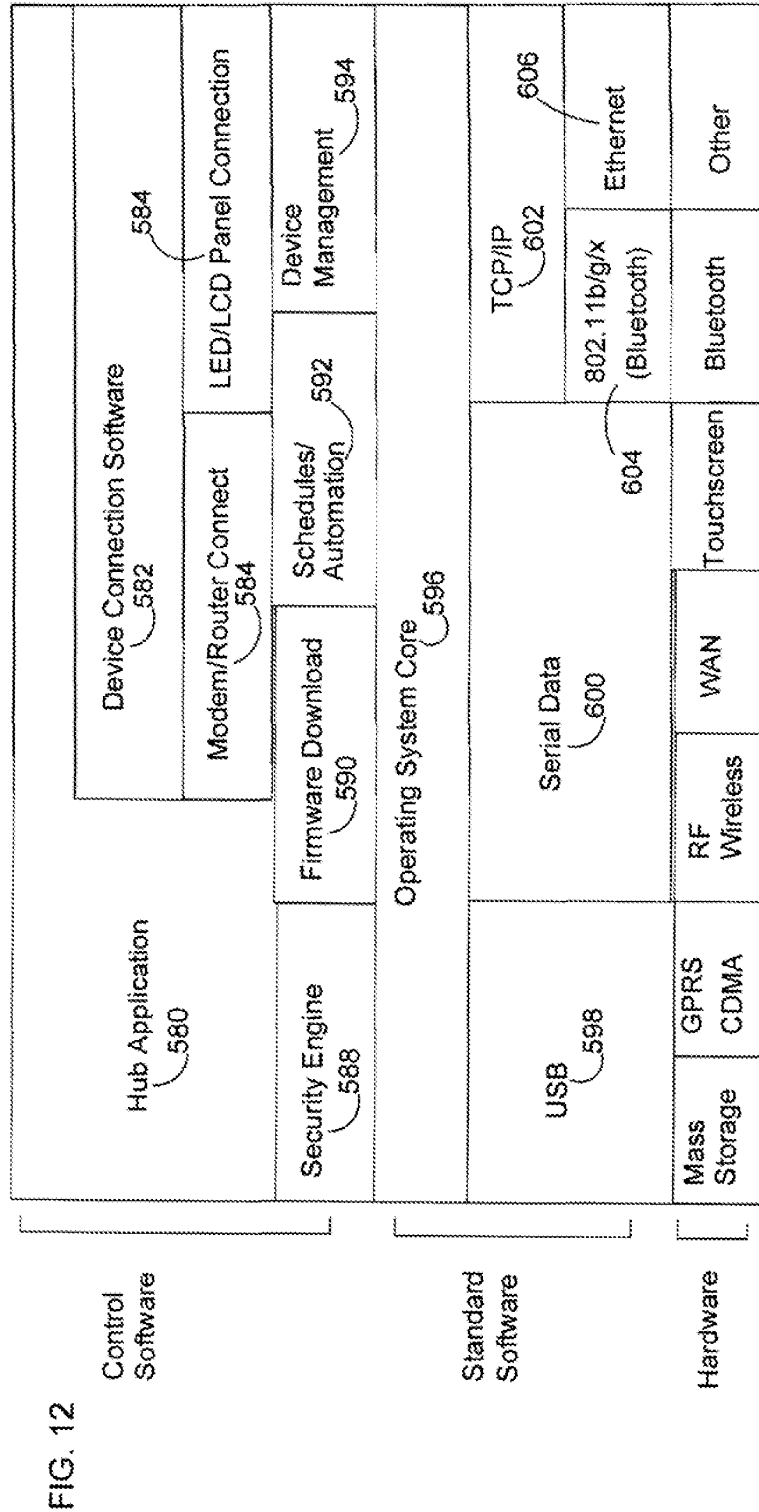 FIG. 12
Control
Software
Hub Application
580
Device Connection Software
582
Modem/Router Connect
584
584
LED/LCD Panel Connection
Security Engine
588
Firmware Download
590
Schedules/
Automation
592
Device
Management
594
Standard
Software
Operating System Core
596
USB
598
Serial Data
600
TCP/IP
602
604
802.11b/g/x
(Bluetooth)
606
Ethernet
Hardware
Mass
Storage
GPRS
CDMA
RF
Wireless
WAN
Touchscreen
Bluetooth
Other